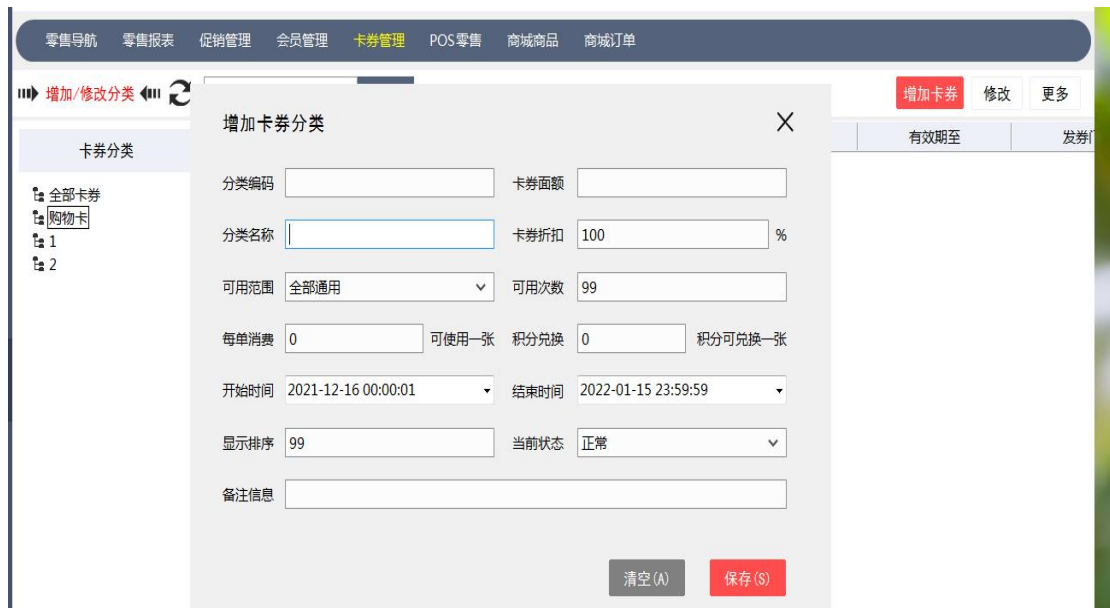 零售导航 零售报表 促销管理 会员管理 卡券管理 POS零售 商城商品 商城订单
增加/修改分类 增加卡券 修改 更多
卡券分类 有效期至
全部卡券
购物卡
1
2
增加卡券分类
分类编码 卡券面额
分类名称 卡券折扣 100 %
可用范围 全部通用 可用次数 99
每单消费 0 可使用一张 积分兑换 0 积分可兑换一张
开始时间 2021-12-16 00:00:01 结束时间 2022-01-15 23:59:59
显示排序 99 当前状态 正常
备注信息
清空(A) 保存(S)